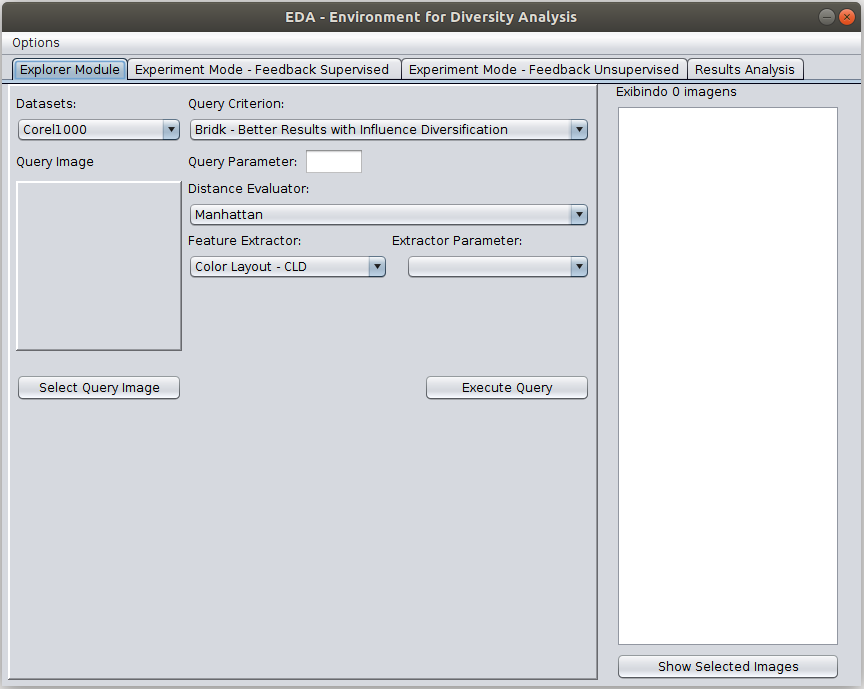 EDA - Environment for Diversity Analysis
Options
Explorer Module
Experiment Mode - Feedback Supervised
Experiment Mode - Feedback Unsupervised
Results Analysis
Datasets:
Query Criterion:
Corel1000
Bridk - Better Results with Influence Diversification
Query Image
Query Parameter:
Distance Evaluator:
Manhattan
Feature Extractor:
Extractor Parameter:
Color Layout - CLD
Select Query Image
Execute Query
Exibindo 0 imagens
Show Selected Images